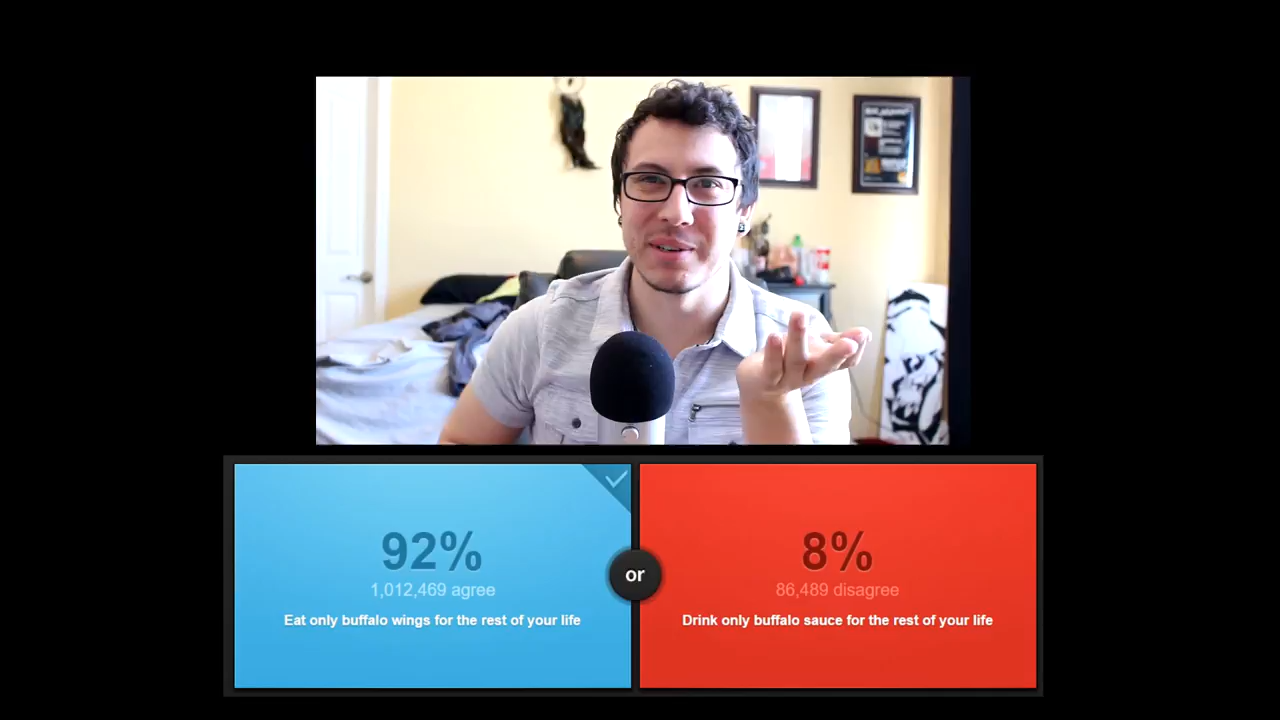 92%
1,012,469 agree
Eat only buffalo wings for the rest of your life
or
8%
86,489 disagree
Drink only buffalo sauce for the rest of your life